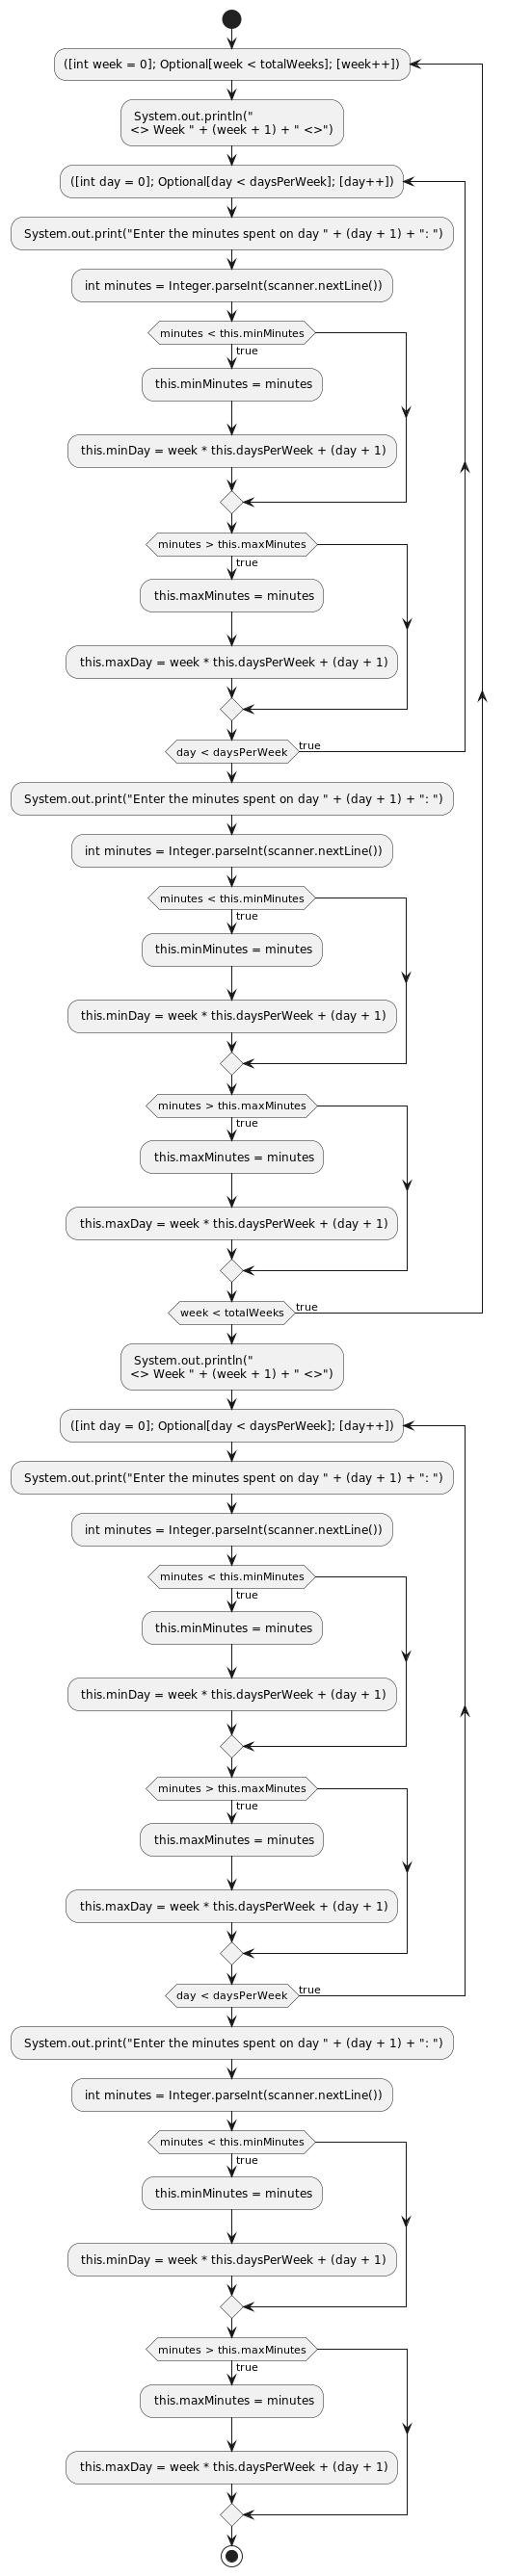 ([int week = 0]; Optional[week < totalWeeks]; [week++])
System.out.println("
<> Week " + (week + 1) + " <>")
([int day = 0]; Optional[day < daysPerWeek]; [day++])
System.out.print("Enter the minutes spent on day " + (day + 1) + ": ")
int minutes = Integer.parseInt(scanner.nextLine())
minutes < this.minMinutes
true
this.minMinutes = minutes
this.minDay = week * this.daysPerWeek + (day + 1)
minutes > this.maxMinutes
true
this.maxMinutes = minutes
this.maxDay = week * this.daysPerWeek + (day + 1)
day < daysPerWeek
true
System.out.print("Enter the minutes spent on day " + (day + 1) + ": ")
int minutes = Integer.parseInt(scanner.nextLine())
minutes < this.minMinutes
true
this.minMinutes = minutes
this.minDay = week * this.daysPerWeek + (day + 1)
minutes > this.maxMinutes
true
this.maxMinutes = minutes
this.maxDay = week * this.daysPerWeek + (day + 1)
week < totalWeeks
true
System.out.println("
<> Week " + (week + 1) + " <>")
([int day = 0]; Optional[day < daysPerWeek]; [day++])
System.out.print("Enter the minutes spent on day " + (day + 1) + ": ")
int minutes = Integer.parseInt(scanner.nextLine())
minutes < this.minMinutes
true
this.minMinutes = minutes
this.minDay = week * this.daysPerWeek + (day + 1)
minutes > this.maxMinutes
true
this.maxMinutes = minutes
this.maxDay = week * this.daysPerWeek + (day + 1)
day < daysPerWeek
true
System.out.print("Enter the minutes spent on day " + (day + 1) + ": ")
int minutes = Integer.parseInt(scanner.nextLine())
minutes < this.minMinutes
true
this.minMinutes = minutes
this.minDay = week * this.daysPerWeek + (day + 1)
minutes > this.maxMinutes
true
this.maxMinutes = minutes
this.maxDay = week * this.daysPerWeek + (day + 1)